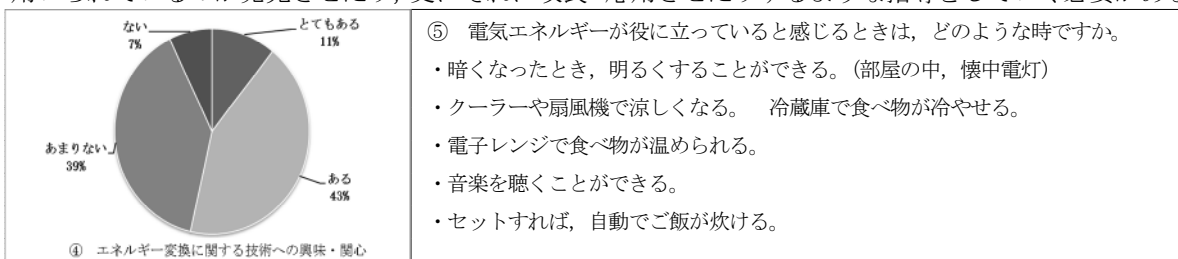 ない
7%
とてもある
11%
あまりない
39%
ある
43%
④　エネルギー変換に関する技術への興味・関心
⑤　電気エネルギーが役に立っていると感じるときは，どのような時ですか。
・暗くなったとき，明るくすることができる。(部屋の中，懐中電灯)
・クーラーや扇風機で涼しくなる。　冷蔵庫で食べ物が冷やせる。
・電子レンジで食べ物が温められる。
・音楽を聴くことができる。
・セットすれば，自動でご飯が炊ける。